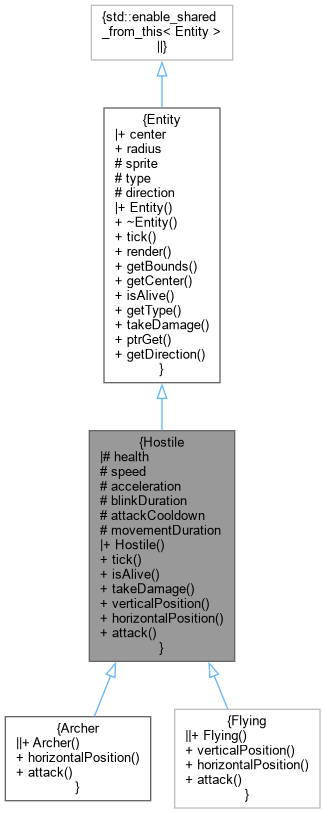 {std::enable_shared
_from_this< Entity >
||}
{Entity
|+ center
+ radius
# sprite
# type
# direction
|+ Entity()
+ ~Entity()
+ tick()
+ render()
+ getBounds()
+ getCenter()
+ isAlive()
+ getType()
+ takeDamage()
+ ptrGet()
+ getDirection()
}
{Hostile
|# health
# speed
# acceleration
# blinkDuration
# attackCooldown
# movementDuration
|+ Hostile()
+ tick()
+ isAlive()
+ takeDamage()
+ verticalPosition()
+ horizontalPosition()
+ attack()
}
{Archer
||+ Archer()
+ horizontalPosition()
+ attack()
}
{Flying
||+ Flying()
+ verticalPosition()
+ horizontalPosition()
+ attack()
}